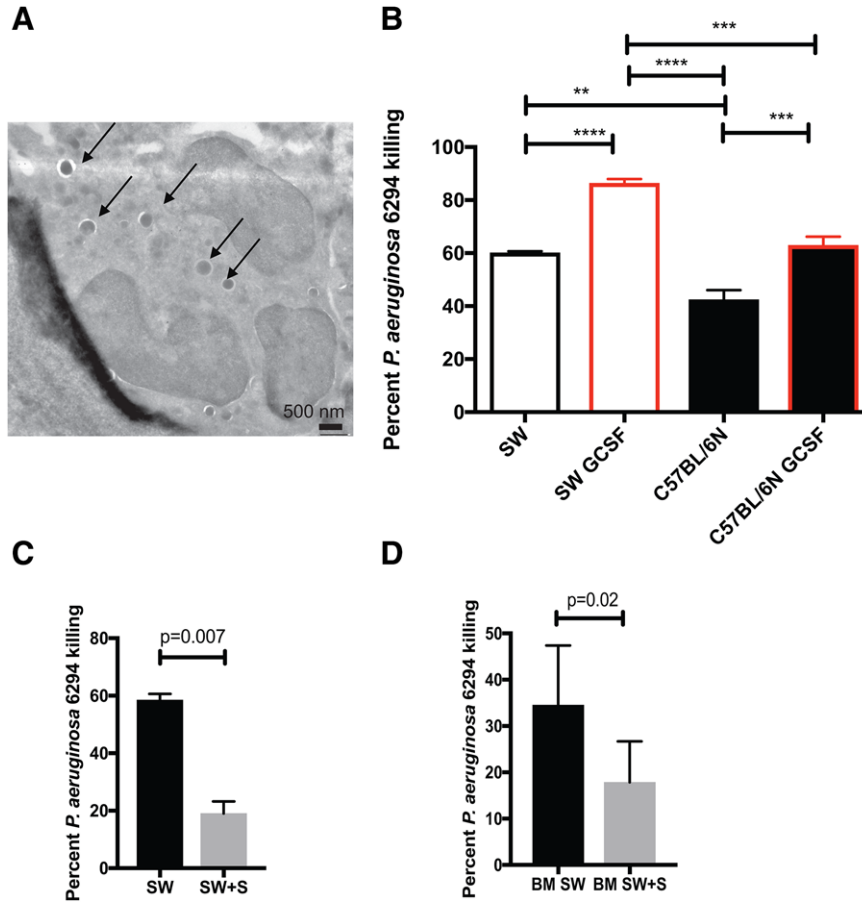 A
500 nm
B
***
****
**
***
****
Percent P. aeruginosa 6294 killing
100
80
60
40
20
0
SW
SW GCSF
C57BL/6N
C57BL/6N GCSF
C
p=0.007
Percent P. aeruginosa 6294 killing
80
60
40
20
0
SW
SW+S
D
p=0.02
Percent P. aeruginosa 6294 killing
50
40
30
20
10
0
BM SW
BM SW+S